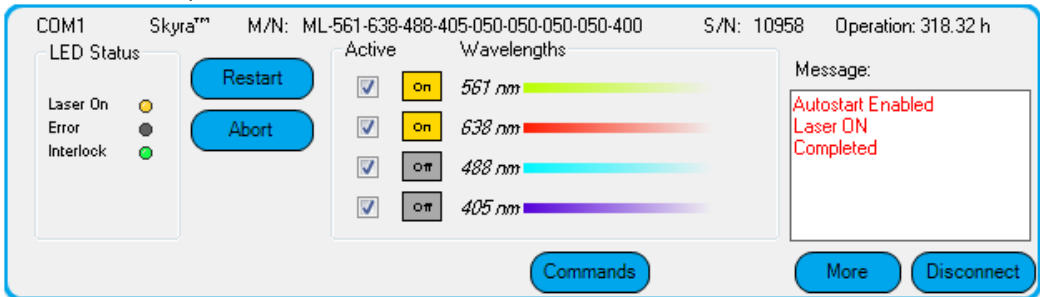 COM1 Skyra™ M/N: ML-561-638-488-405-050-050-050-050-400 S/N: 10958 Operation: 318.32 h
LED Status
Laser On
Error
Interlock
Restart
Abort
Active Wavelengths
On 561 nm
On 638 nm
Off 488 nm
Off 405 nm
Message:
Autostart Enabled
Laser ON
Completed
Commands
More
Disconnect